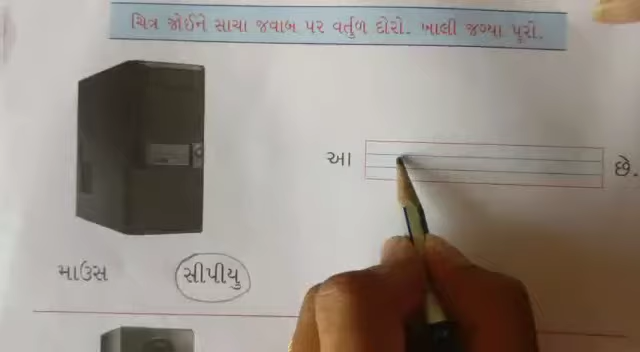 ચિત્ર જોઈને સાચા જવાબ પર વર્તુળ દોરો. ખાલી જગ્યા પૂરો.
આ છે.
માઉસ સીપીયુ